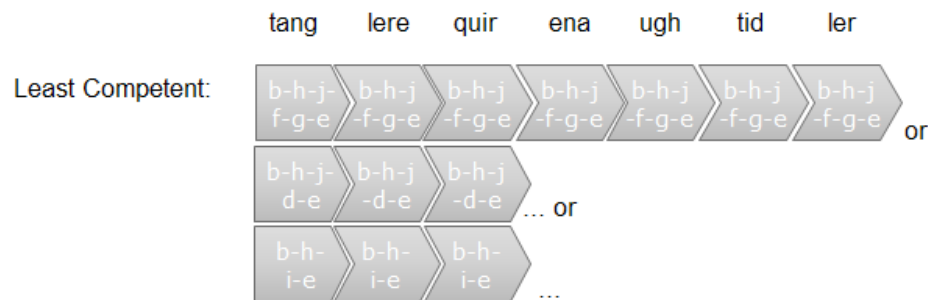 tang lere quir ena ugh tid ler
Least Competent:
b-h-j- b-h-j b-h-j b-h-j b-h-j b-h-j b-h-j
f-g-e -f-g-e -f-g-e -f-g-e -f-g-e -f-g-e -f-g-e or
b-h-j- b-h-j b-h-j
d-e -d-e -d-e ... or
b-h- b-h- b-h-
i-e i-e i-e ...